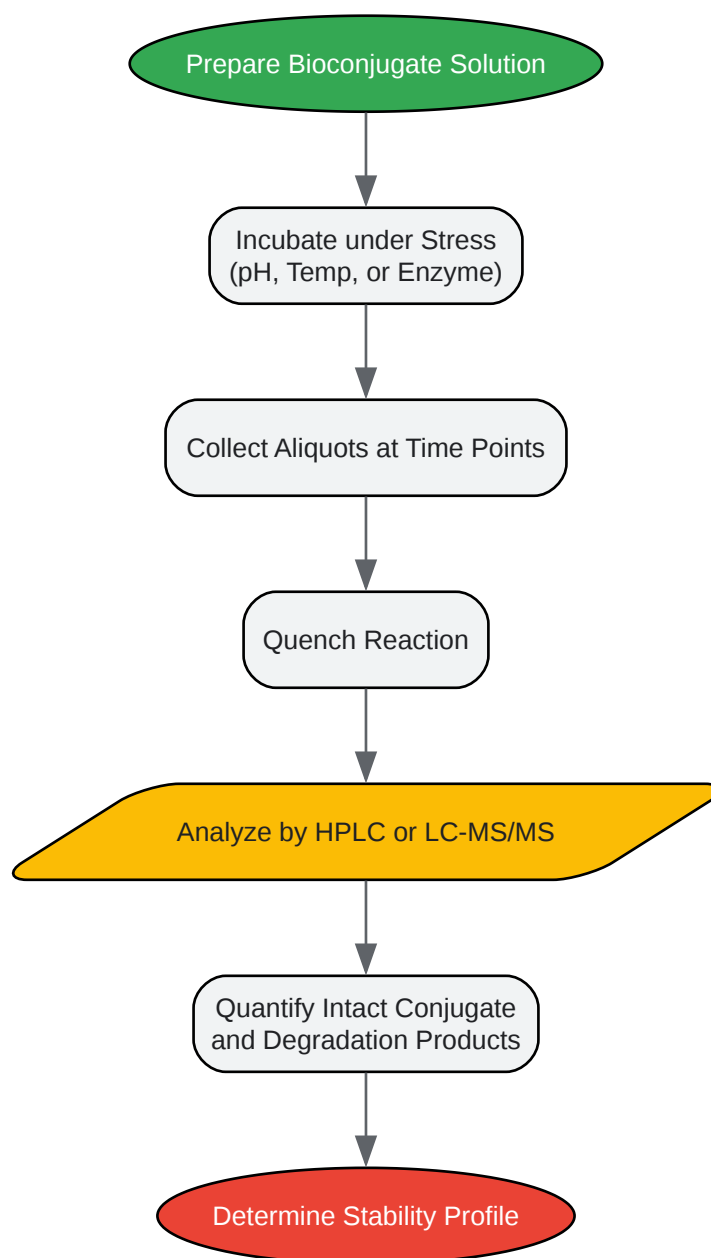 Prepare Bioconjugate Solution
Incubate under Stress
(pH, Temp, or Enzyme)
Collect Aliquots at Time Points
Quench Reaction
Analyze by HPLC or LC-MS/MS
Quantify Intact Conjugate
and Degradation Products
Determine Stability Profile